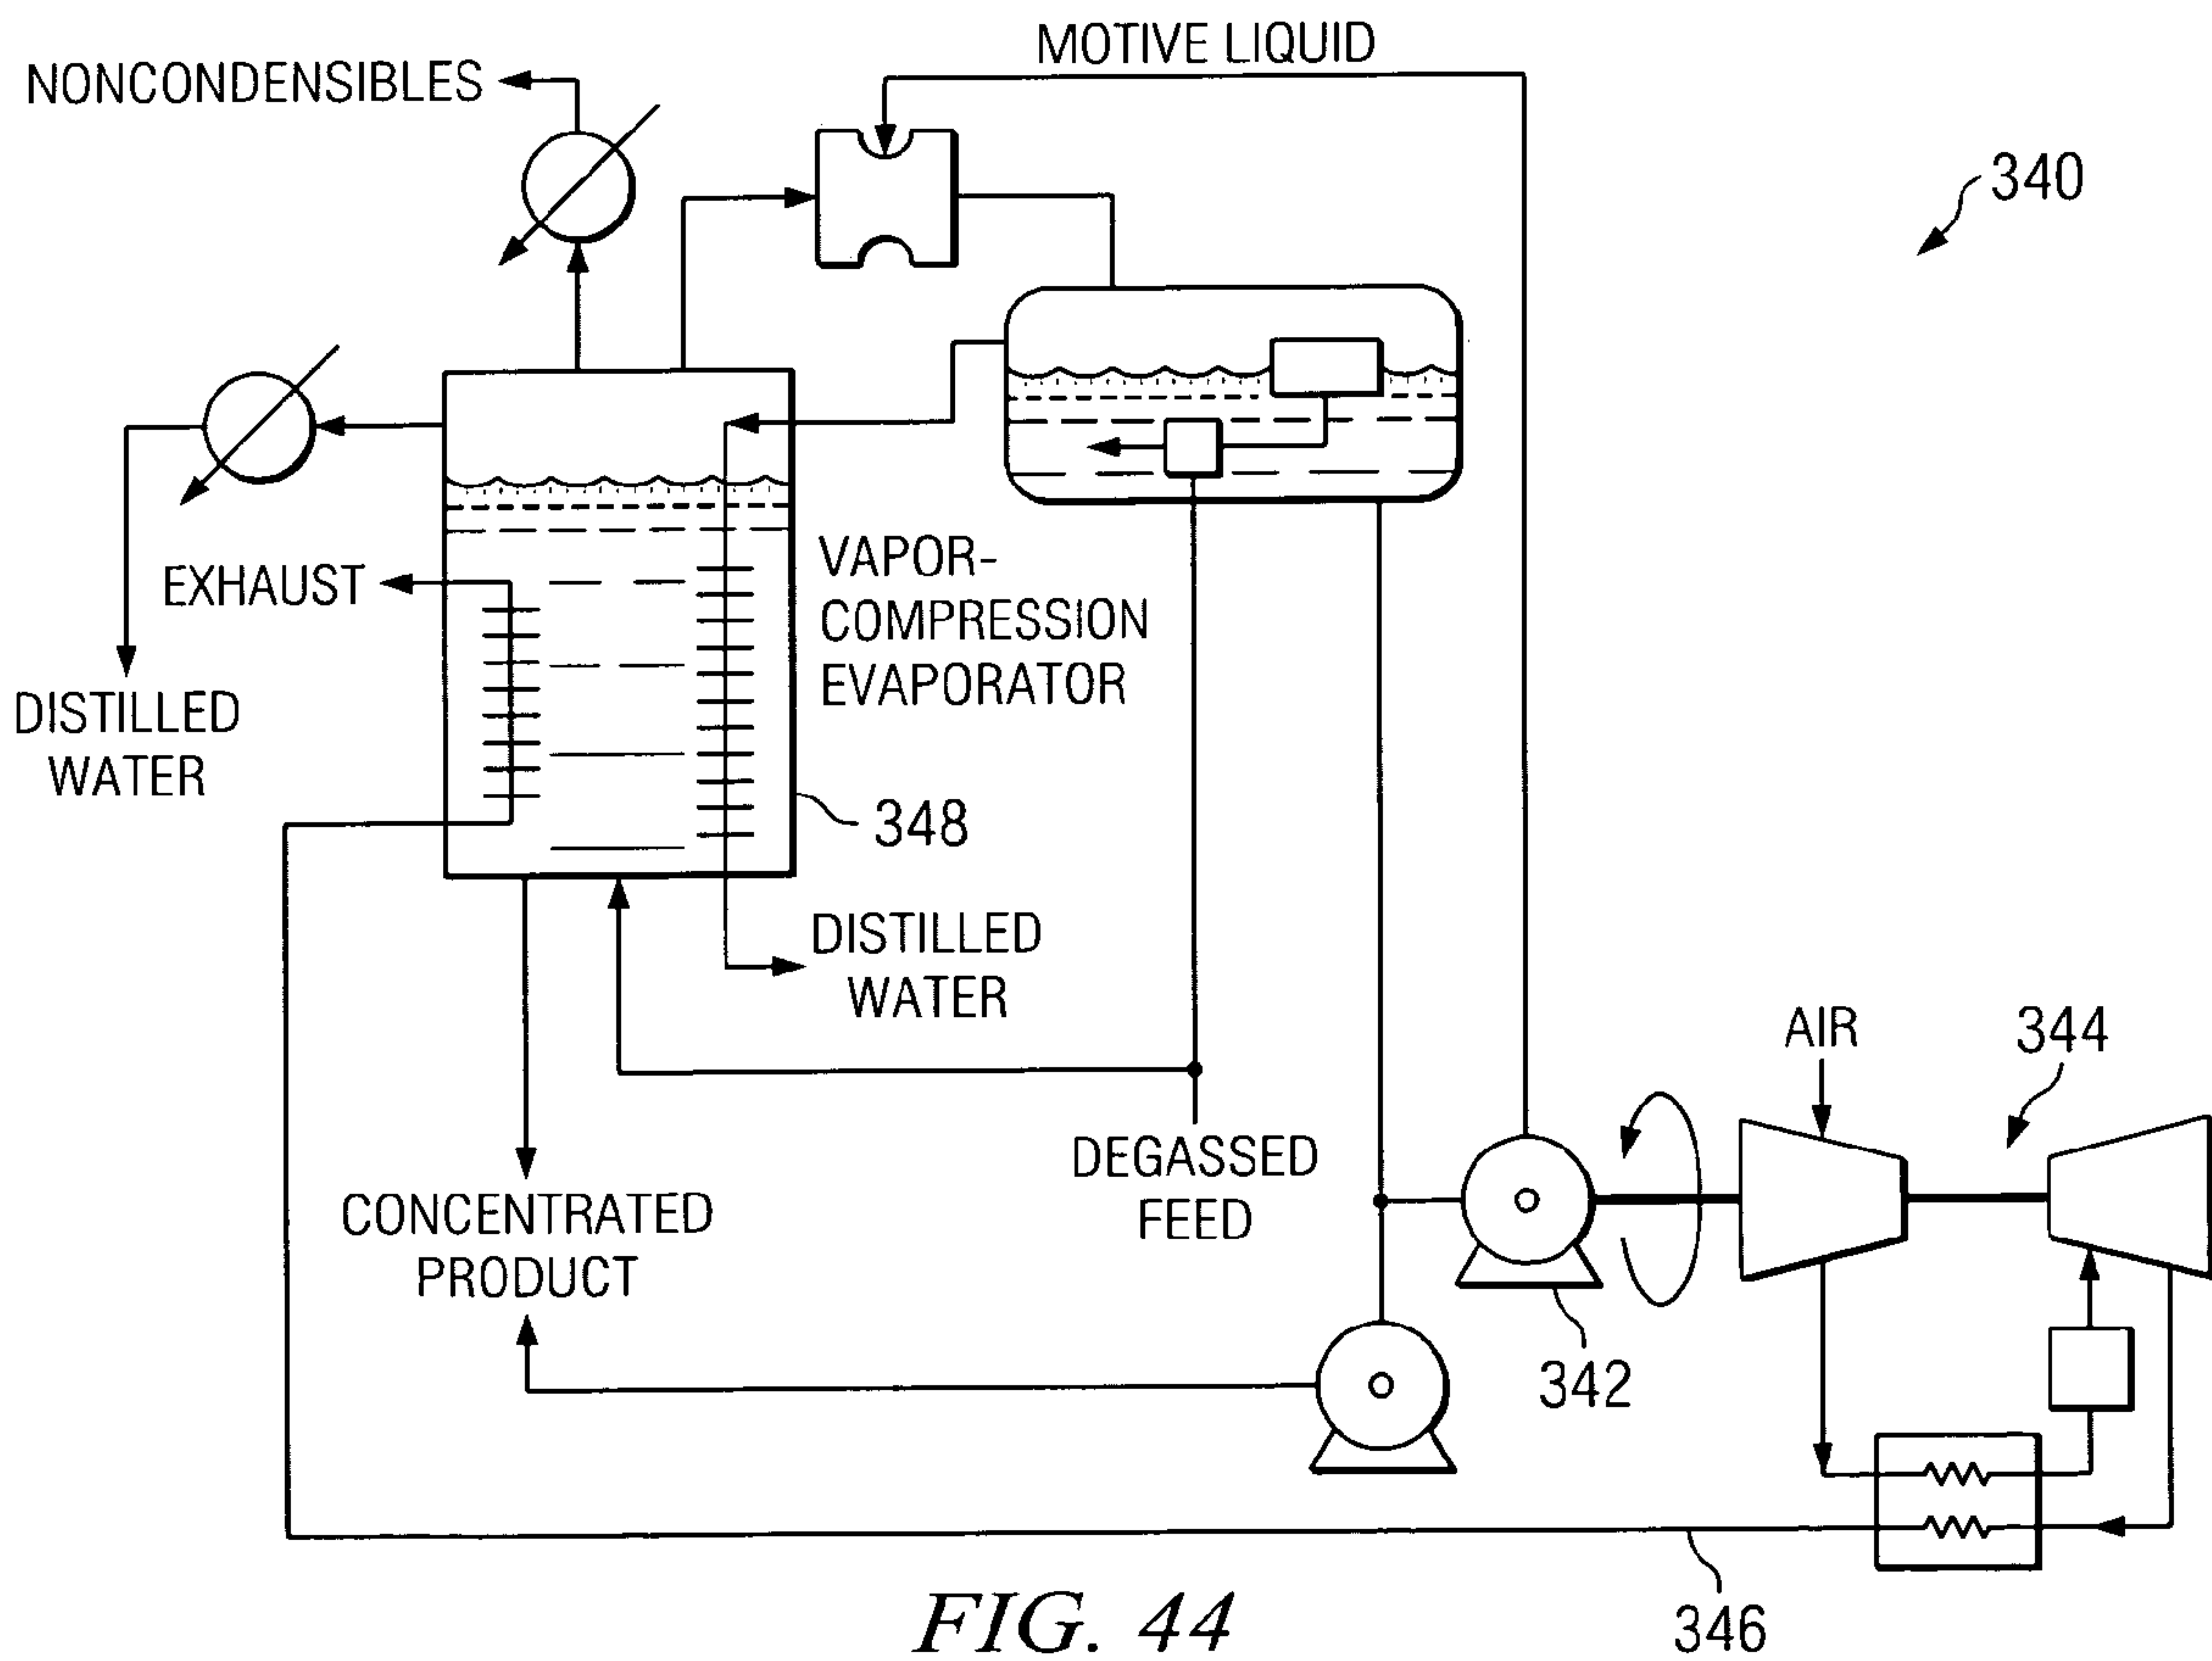 MOTIVE LIQUID
NONCONDENSIBLES
340
VAPOR-
COMPRESSION
EVAPORATOR
EXHAUST
DISTILLED
WATER
348
DISTILLED
WATER
AIR
344
DEGASSED
FEED
CONCENTRATED
PRODUCT
342
346
FIG. 44